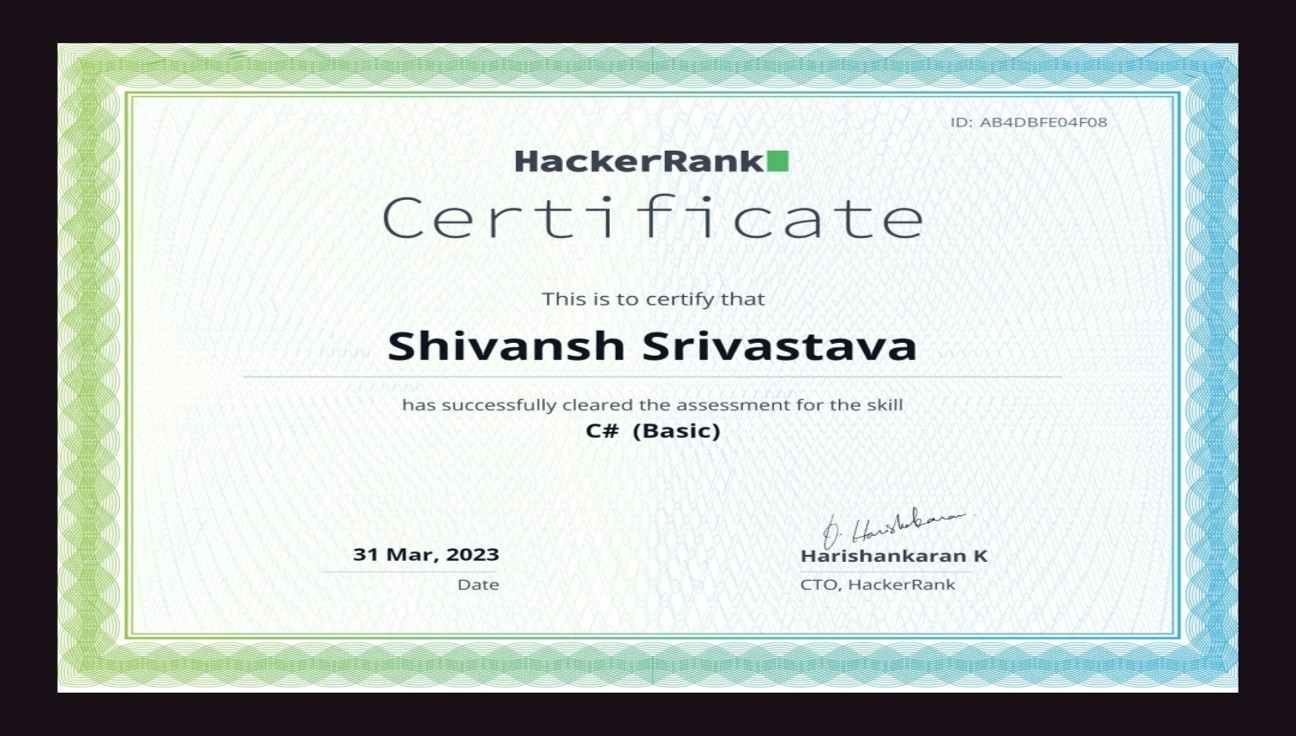 ID: AB4DBFE04F08
HackerRank
Certificate
This is to certify that
Shivansh Srivastava
has successfully cleared the assessment for the skill
C# (Basic)
31 Mar, 2023
Date
Harishankaran K
CTO, HackerRank